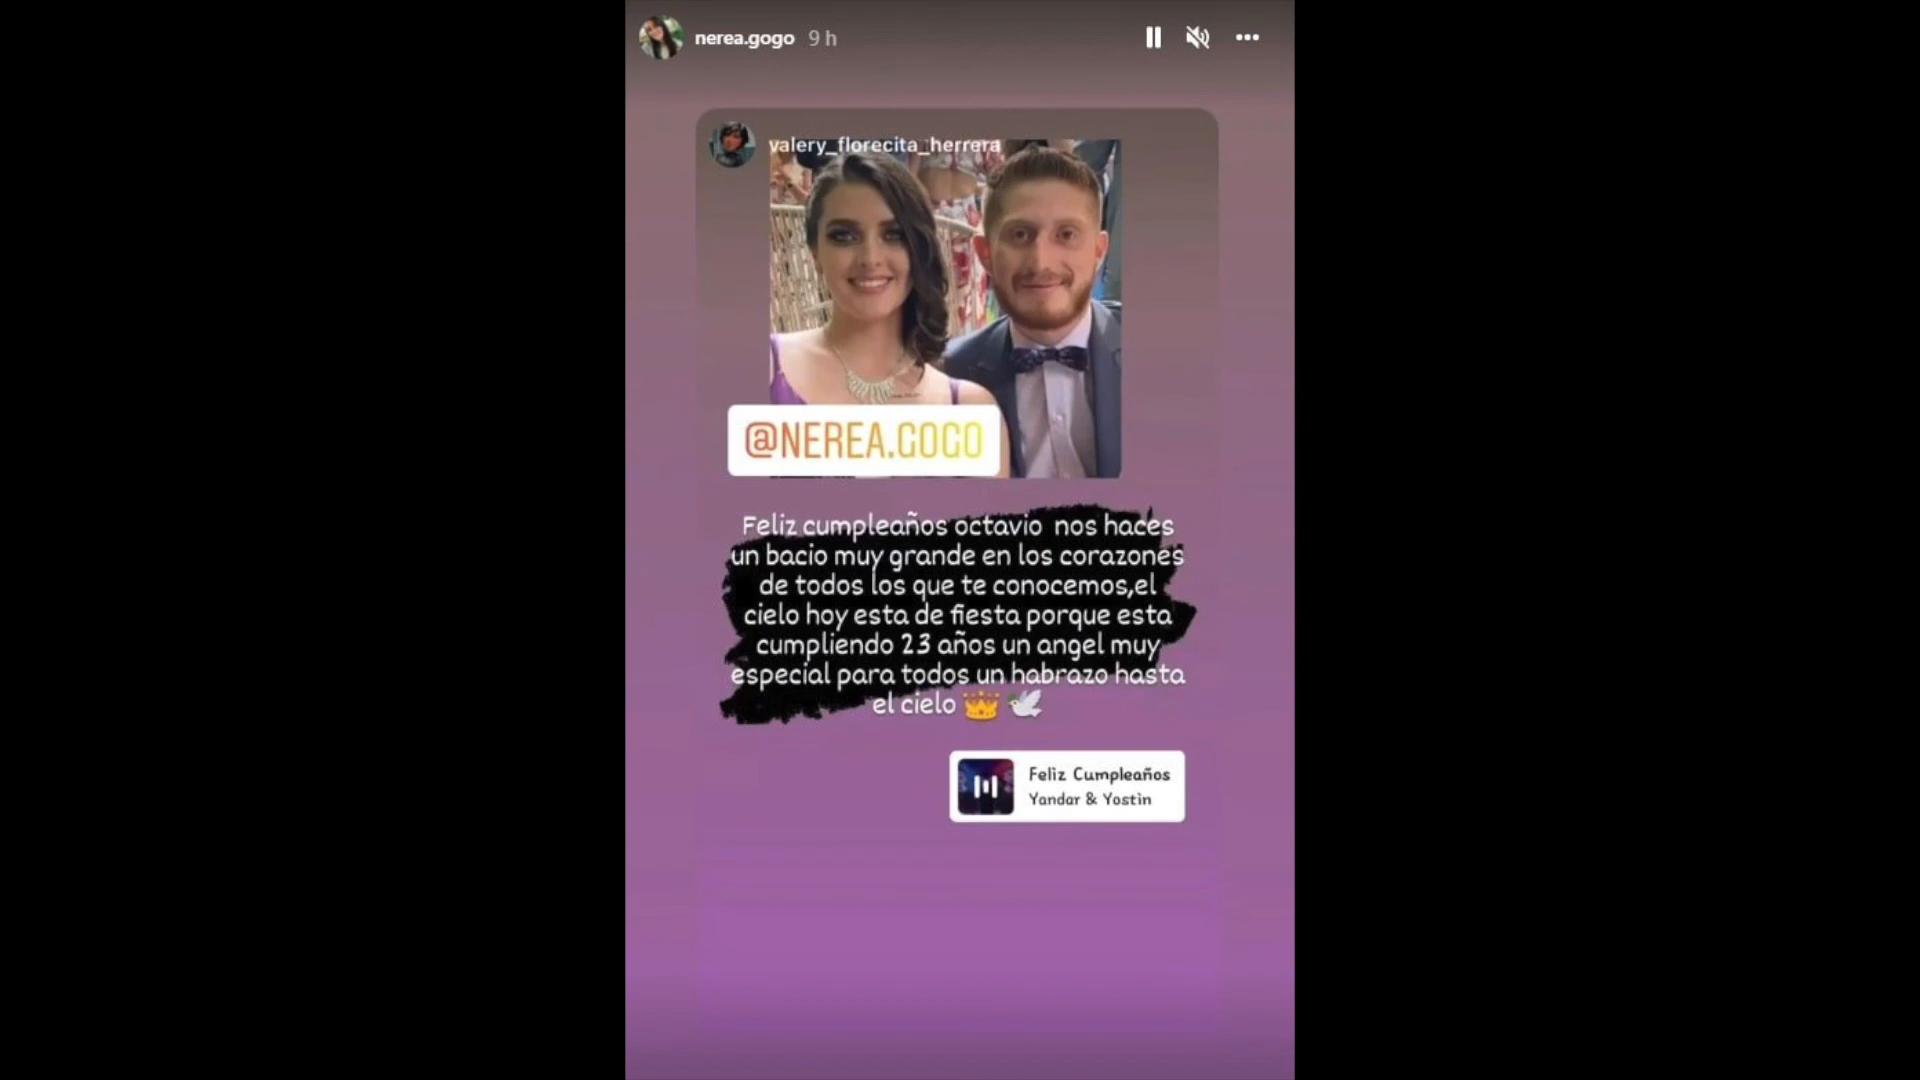 nerea.gogo 9 h
valery_florecita_herrera
@NEREA.GOGO
Feliz cumpleaños octavio nos haces
un bacio muy grande en los corazones
de todos los que te conocemos,el
cielo hoy esta de fiesta porque esta
cumpliendo 23 años un angel muy
especial para todos un habrazo hasta
el cielo 👑 🕊️
Feliz Cumpleaños
Yandar & Yostin